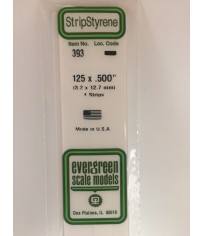 StripStyrene
Item No. Loc. Code
393
125 x .500"
(3.2 x 12.7 mm)
Strips
Made in U.S.A
evergreen
scale models
Des Plaines, IL 60018